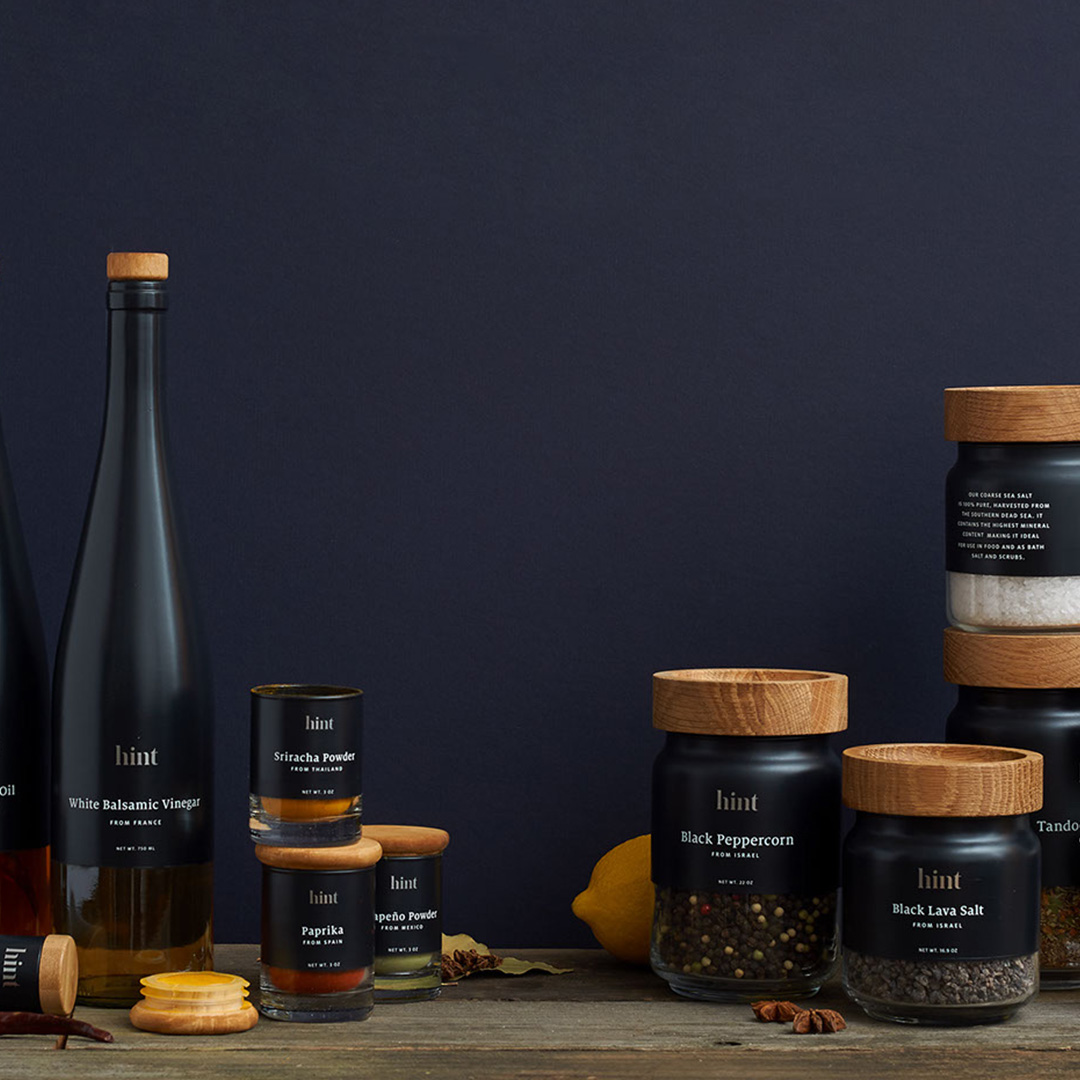 Oil
hint
White Balsamic Vinegar
FROM FRANCE
NET WT. 750 ML
hint
hint
Sriracha Powder
FROM THAILAND
NET WT. 3 OZ
hint
Paprika
FROM SPAIN
NET WT. 3 OZ
hint
apeño Powder
FROM MEXICO
NET WT. 3 OZ
hint
Black Peppercorn
FROM ISRAEL
NET WT. 22 OZ
hint
Black Lava Salt
FROM ISRAEL
NET WT. 16.9 OZ
OUR COARSE SEA SALT
IS 100% PURE, HARVESTED FROM
THE SOUTHERN DEAD SEA. IT
CONTAINS THE HIGHEST MINERAL
CONTENT MAKING IT IDEAL
FOR USE IN FOOD AND AS BATH
SALT AND SCRUBS.
Tando